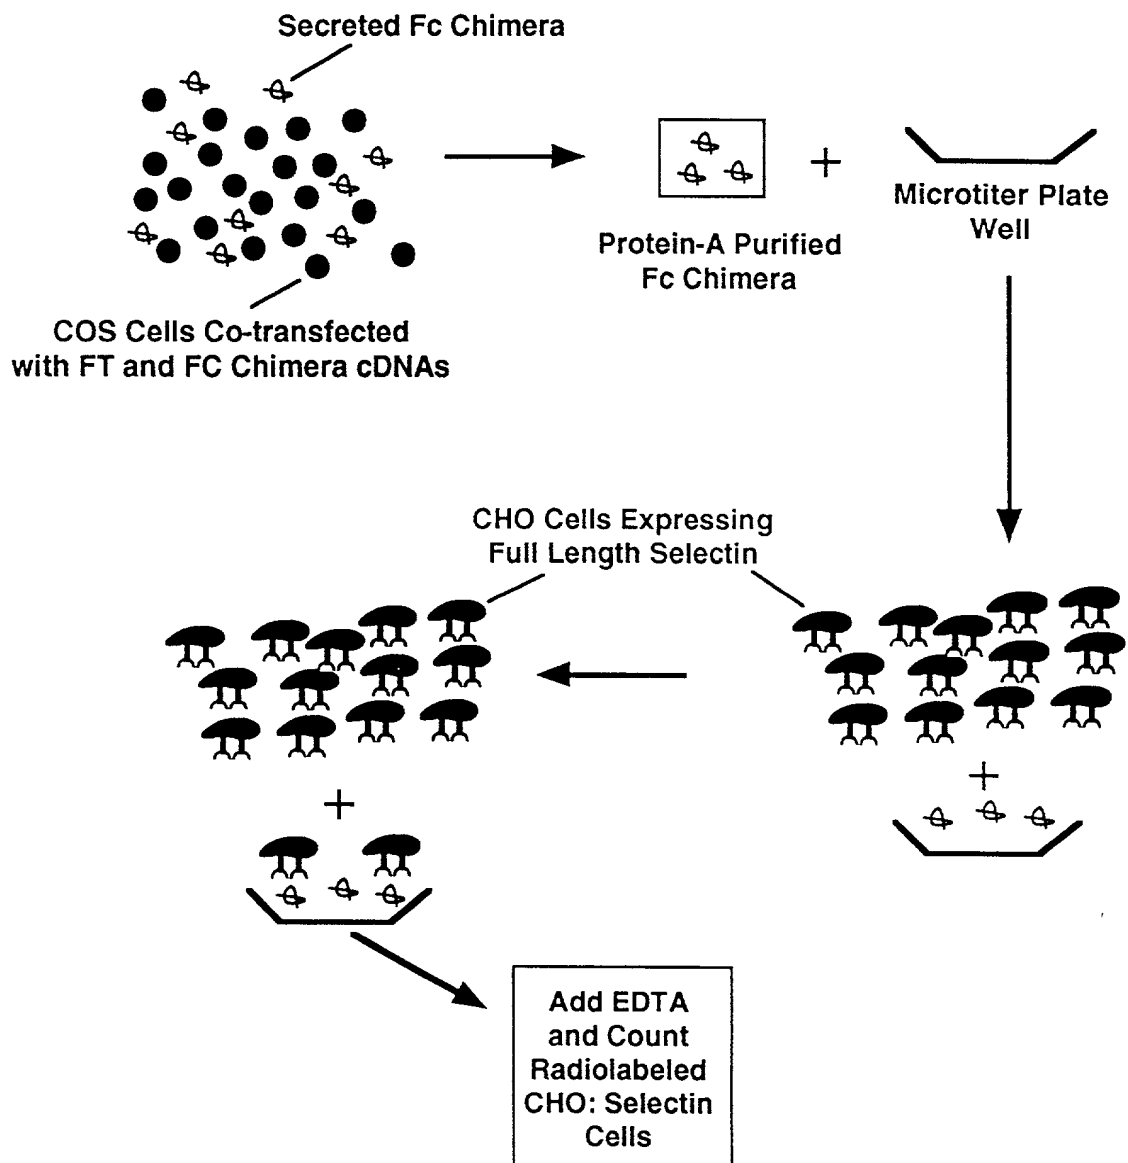 Secreted Fc Chimera
+
Microtiter Plate
Well
Protein-A Purified
Fc Chimera
COS Cells Co-transfected
with FT and FC Chimera cDNAs
CHO Cells Expressing
Full Length Selectin
+
+
Add EDTA
and Count
Radiolabeled
CHO: Selectin
Cells